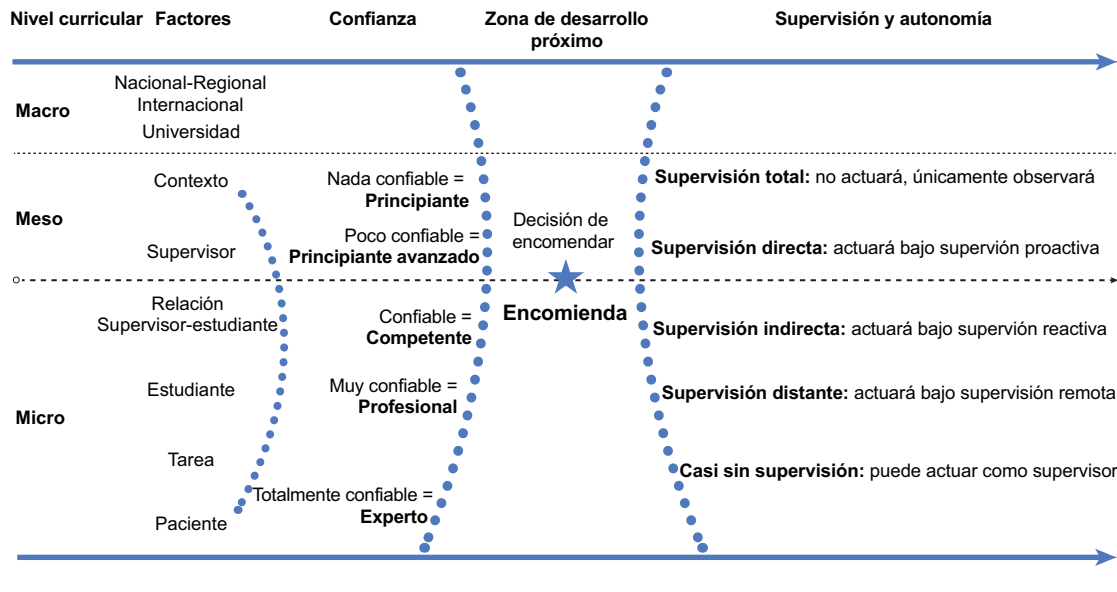 Nivel curricular
Factores
Confianza
Zona de desarrollo
próximo
Supervisión y autonomía
Macro
Nacional-Regional
Internacional
Universidad
Meso
Contexto
Supervisor
Nada confiable =
Principiante
Poco confiable =
Principiante avanzado
Decisión de
encomendar
Encomienda
Supervisión total: no actuará, únicamente observará
Supervisión directa: actuará bajo supervión proactiva
Micro
Relación
Supervisor-estudiante
Estudiante
Tarea
Paciente
Confiable =
Competente
Muy confiable =
Profesional
Totalmente confiable =
Experto
Supervisión indirecta: actuará bajo supervión reactiva
Supervisión distante: actuará bajo supervisión remota
Casi sin supervisión: puede actuar como supervisor